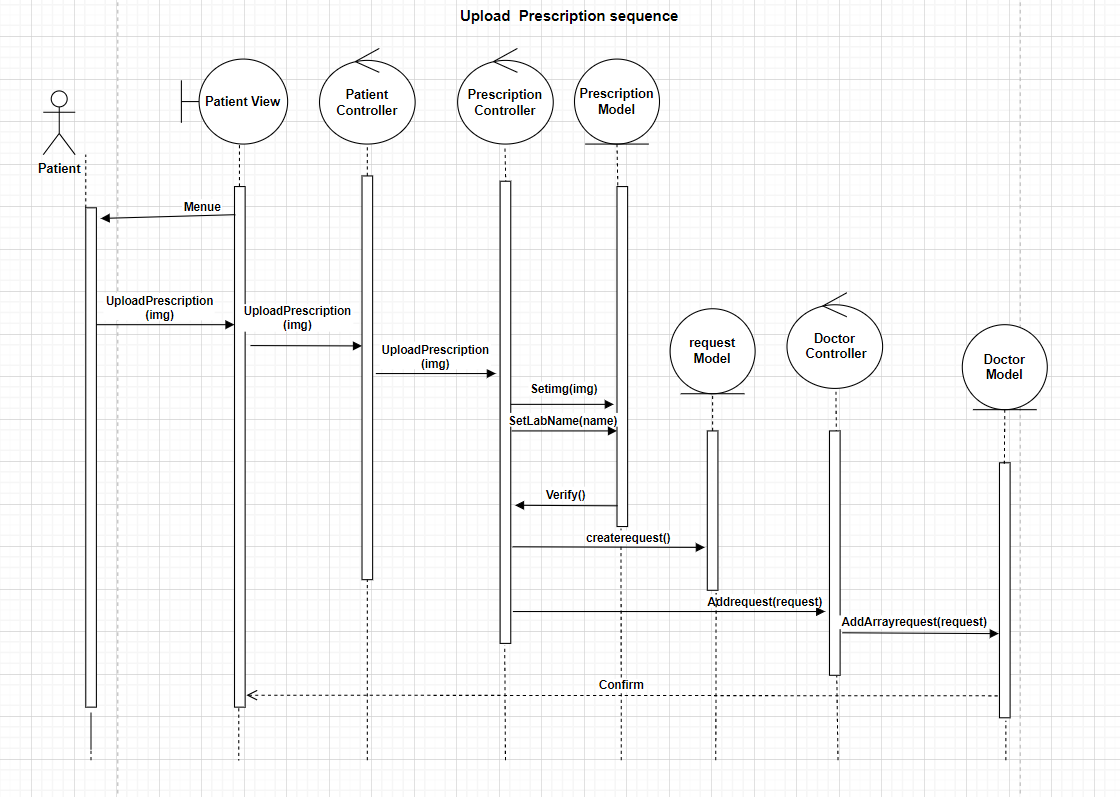 Upload Prescription sequence
Patient View
Patient
Controller
Prescription
Controller
Prescription
Model
Patient
Menue
UploadPrescription
(img)
UploadPrescription
(img)
UploadPrescription
(img)
request
Model
Doctor
Controller
Doctor
Model
Setimg(img)
SetLabName(name)
Verify()
createrequest()
Addrequest(request)
AddArrayrequest(request)
Confirm